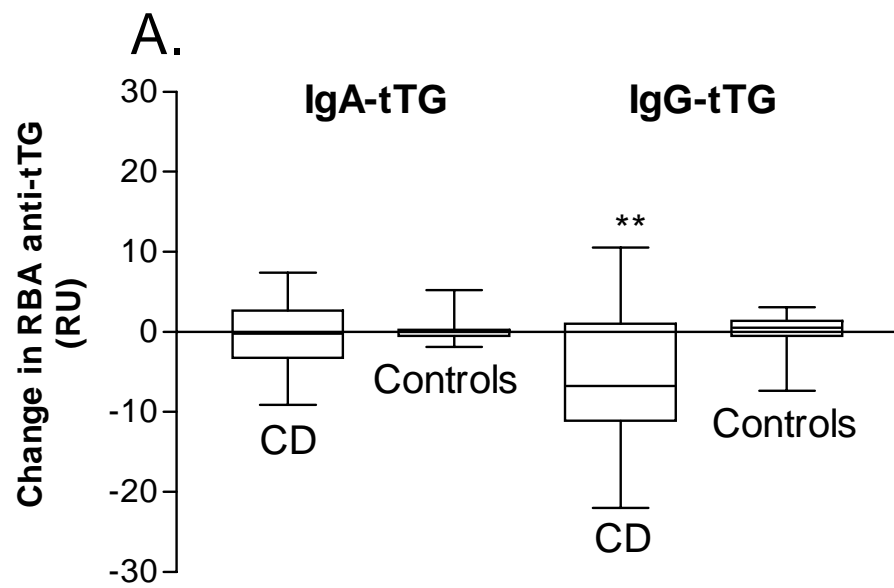 A.
IgA-tTG
IgG-tTG
Change in RBA anti-tTG
(RU)
30
20
10
0
-10
-20
-30
**
CD
Controls
CD
Controls